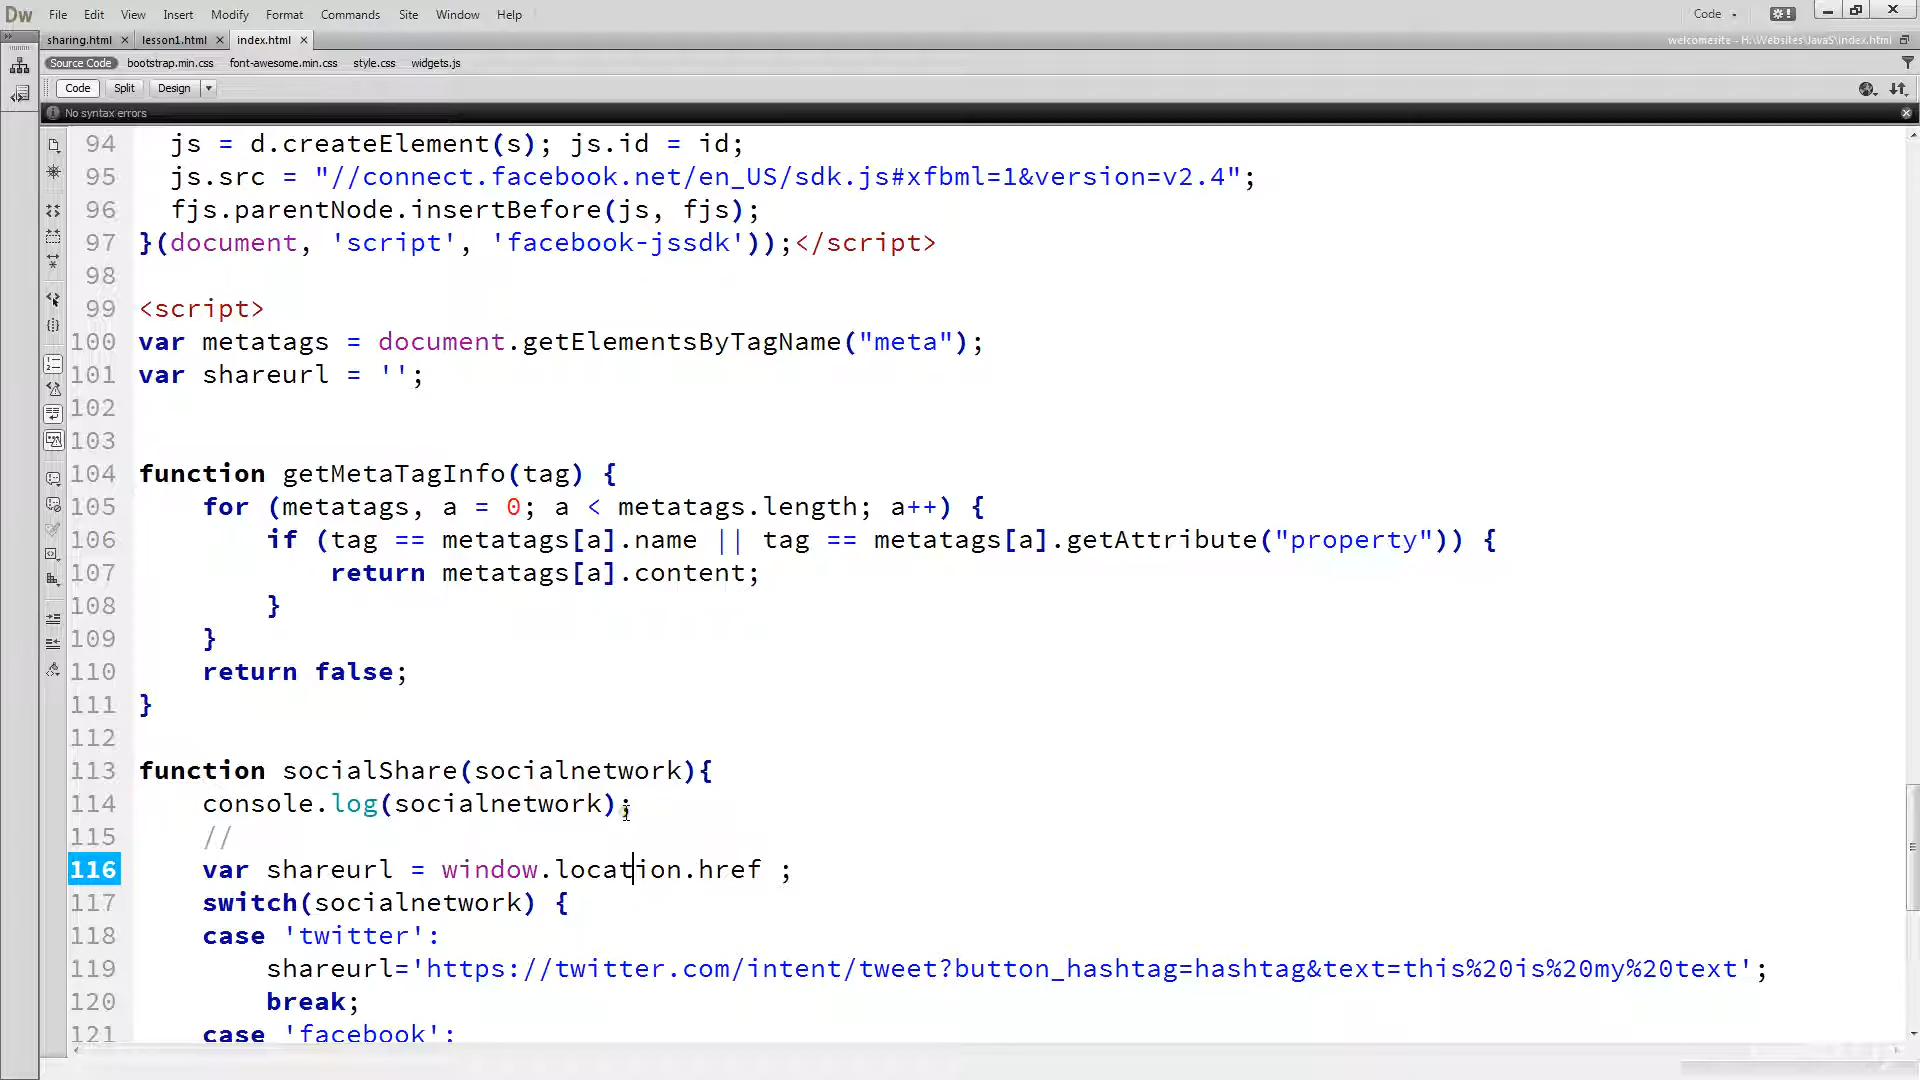 Dw File Edit View Insert Modify Format Commands Site Window Help Code
sharing.html lesson1.html index.html welcomesite - H:\Websites\JavaS\index.html
Source Code bootstrap.min.css font-awesome.min.css style.css widgets.js
Code Split Design
No syntax errors
94 js = d.createElement(s); js.id = id;
95 js.src = "//connect.facebook.net/en_US/sdk.js#xfbml=1&version=v2.4";
96 fjs.parentNode.insertBefore(js, fjs);
97 }(document, 'script', 'facebook-jssdk'));</script>
98
99 <script>
100 var metatags = document.getElementsByTagName("meta");
101 var shareurl = '';
102
103
104 function getMetaTagInfo(tag) {
105 for (metatags, a = 0; a < metatags.length; a++) {
106 if (tag == metatags[a].name || tag == metatags[a].getAttribute("property")) {
107 return metatags[a].content;
108 }
109 }
110 return false;
111 }
112
113 function socialShare(socialnetwork){
114 console.log(socialnetwork);
115 //
116 var shareurl = window.location.href ;
117 switch(socialnetwork) {
118 case 'twitter':
119 shareurl='https://twitter.com/intent/tweet?button_hashtag=hashtag&text=this%20is%20my%20text';
120 break;
121 case 'facebook':